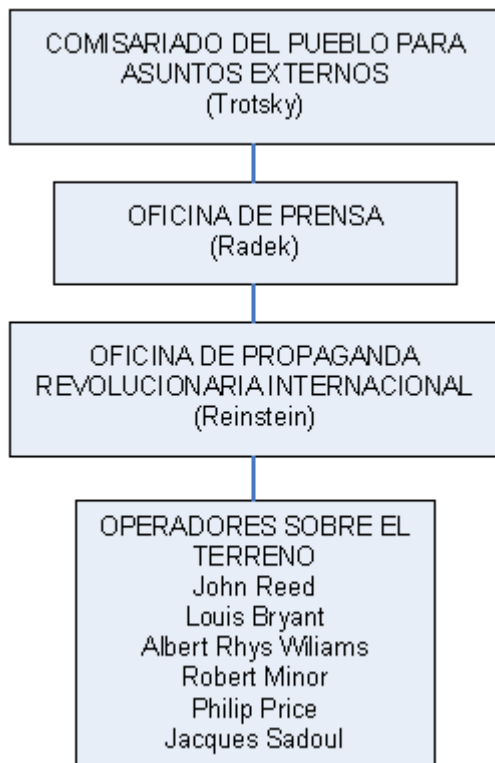 COMISARIADO DEL PUEBLO PARA
ASUNTOS EXTERNOS
(Trotsky)
OFICINA DE PRENSA
(Radek)
OFICINA DE PROPAGANDA
REVOLUCIONARIA INTERNACIONAL
(Reinstein)
OPERADORES SOBRE EL
TERRENO
John Reed
Louis Bryant
Albert Rhys Wiliams
Robert Minor
Philip Price
Jacques Sadoul